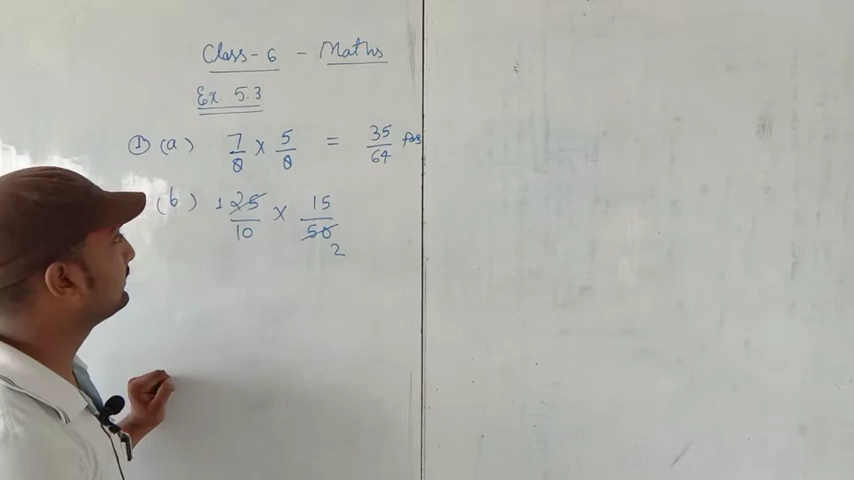 Class-6 - Maths
Ex. 5.3
① (a) 7/8 × 5/8 = 35/64 Ans
(b) 1 25/10 × 15/50 2